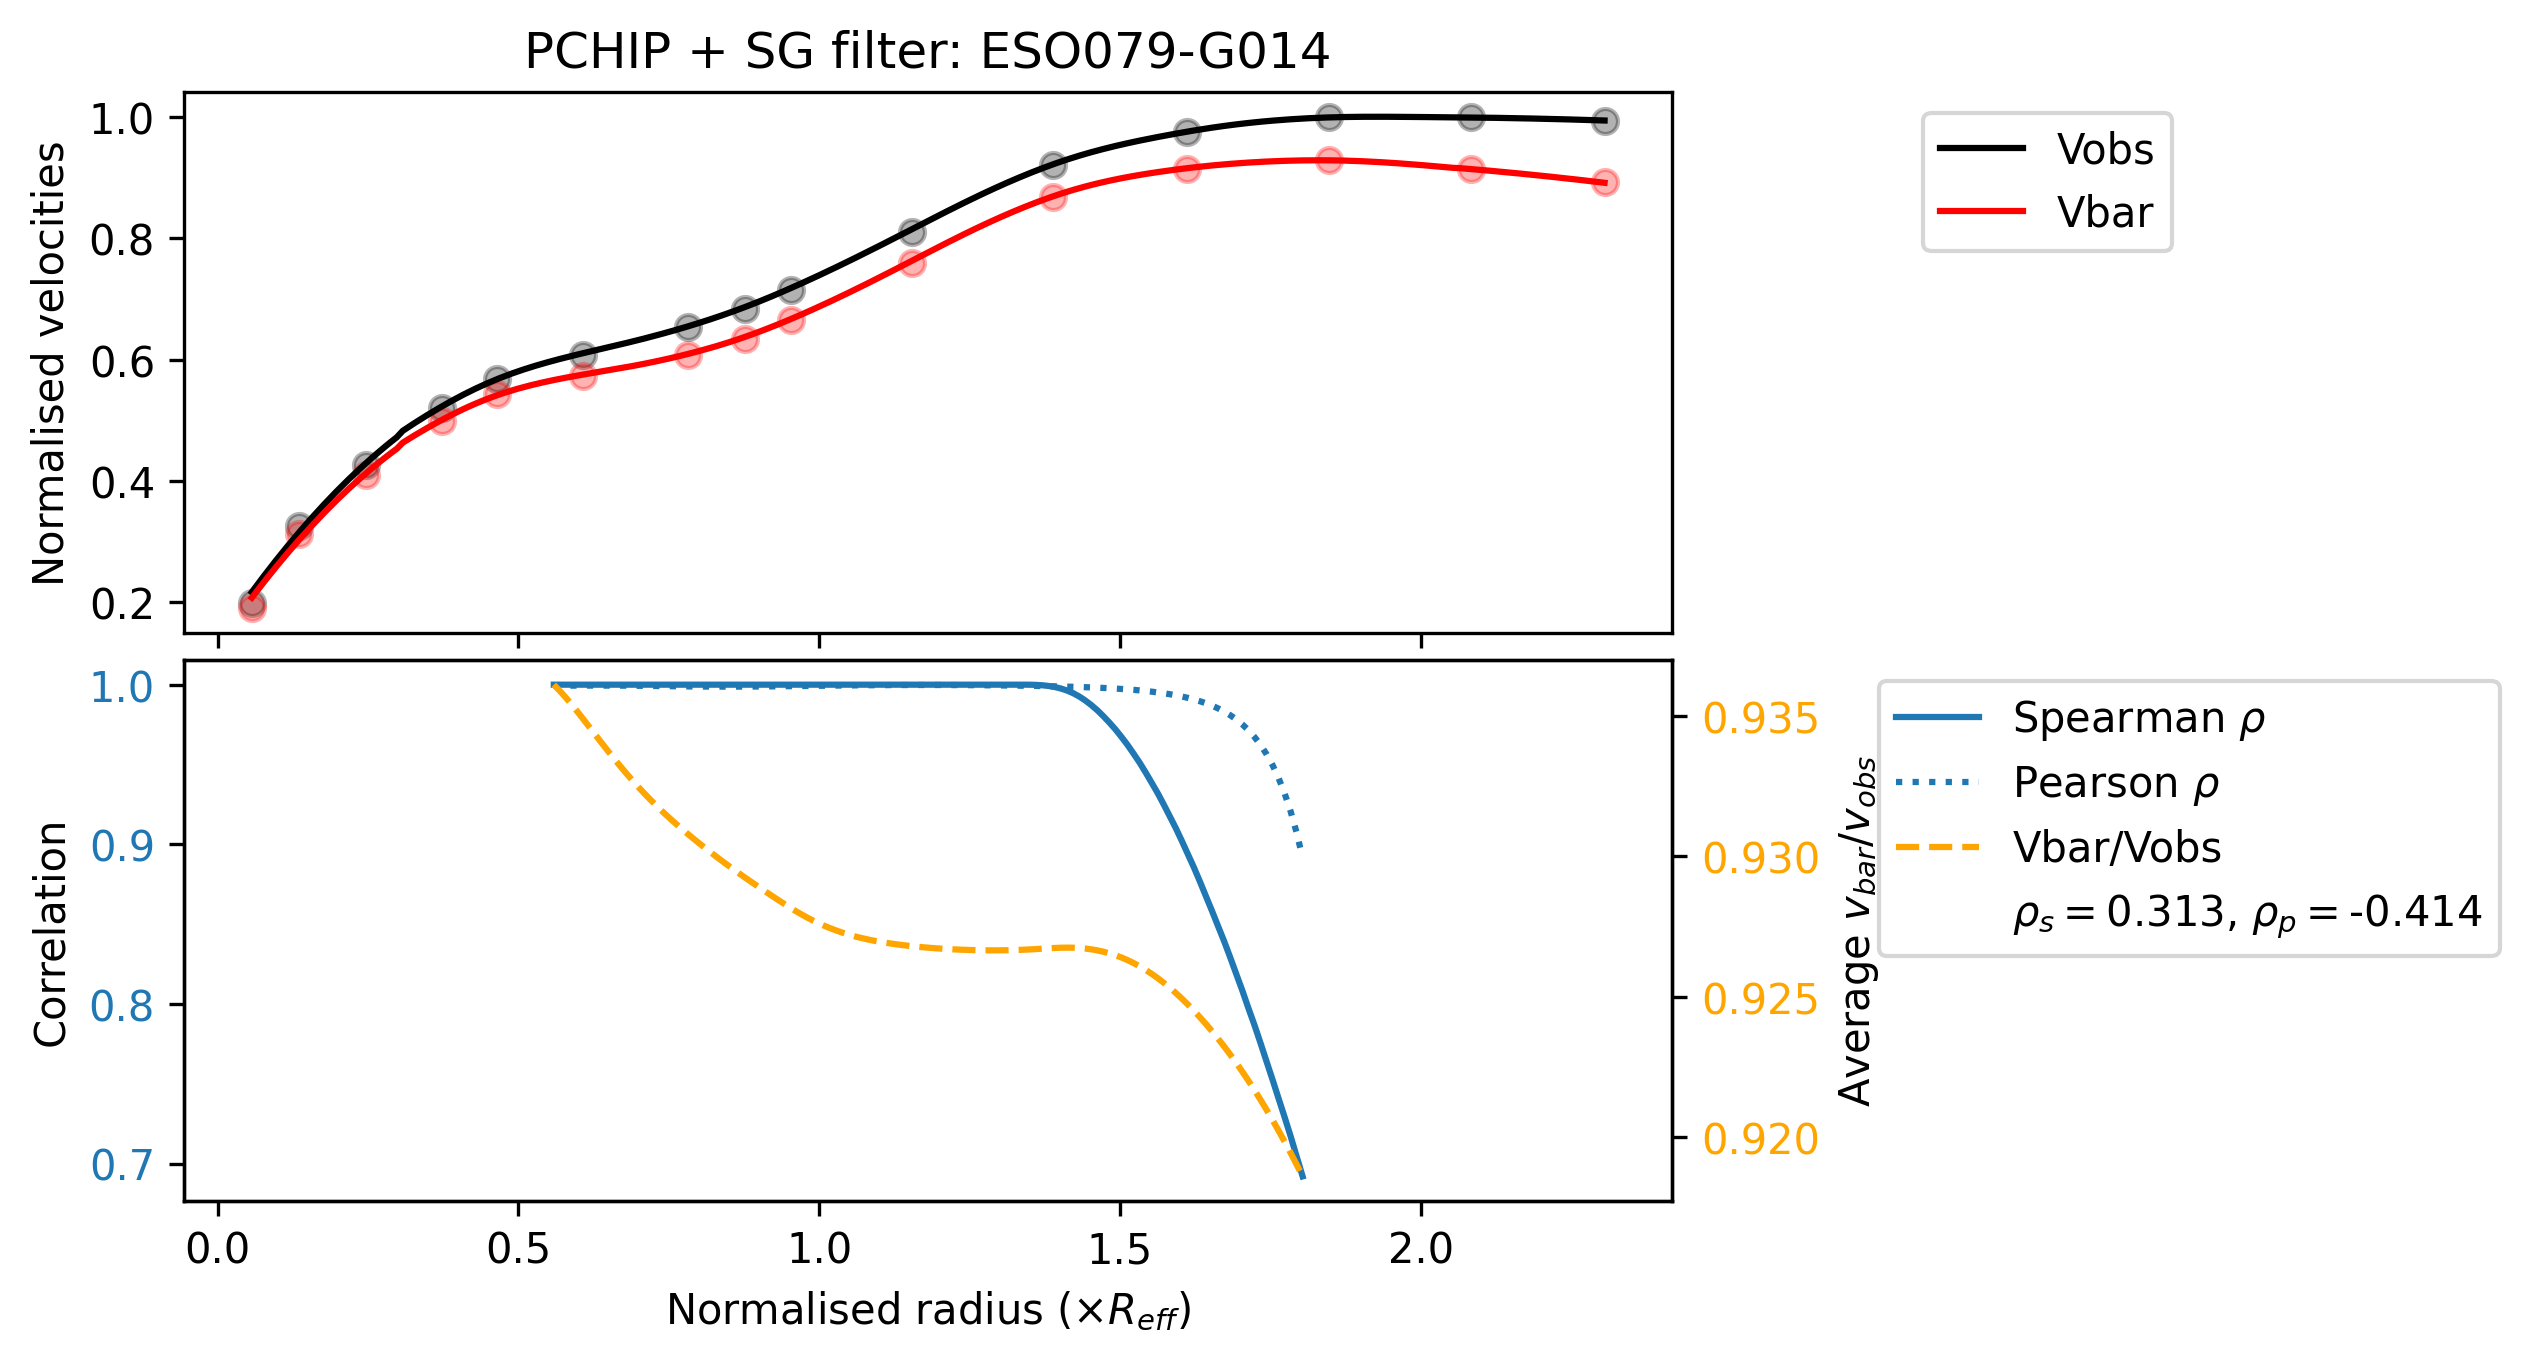 PCHIP + SG filter: ESO079-G014
Normalised velocities
1.0
0.8
0.6
0.4
0.2
Vobs
Vbar
Correlation
1.0
0.9
0.8
0.7
0.935
0.930
0.925
0.920
Average v_bar/v_obs
Spearman ρ
Pearson ρ
Vbar/Vobs
ρ_s = 0.313, ρ_p = -0.414
0.0 0.5 1.0 1.5 2.0
Normalised radius (×R_eff)